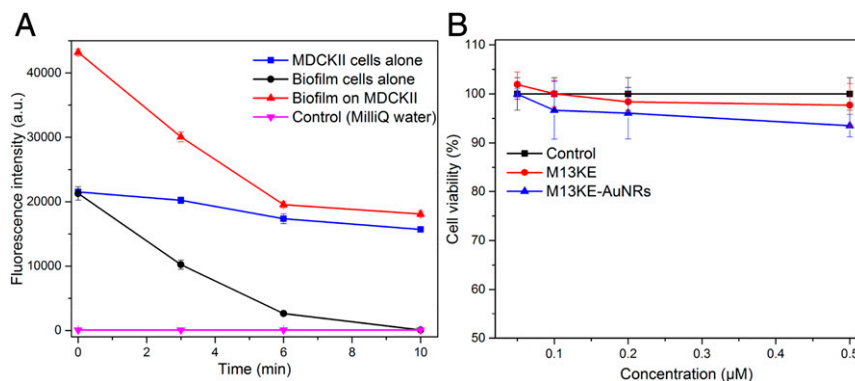 A
40000
30000
20000
10000
0
0
2
4
6
8
10
Fluorescence intensity (a.u.)
Time (min)
MDCKII cells alone
Biofilm cells alone
Biofilm on MDCKII
Control (MilliQ water)
B
110
100
90
80
70
60
50
0.1
0.2
0.3
0.4
0.5
Cell viability (%)
Concentration (µM)
Control
M13KE
M13KE-AuNRs